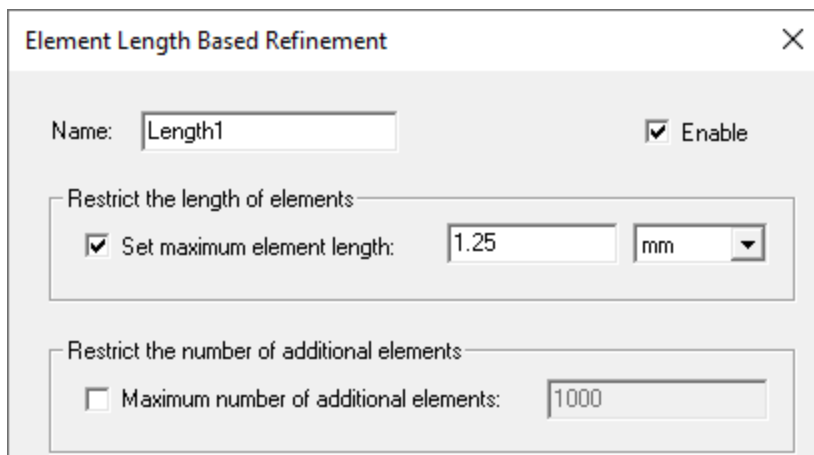 Element Length Based Refinement
Name: Length1 Enable
Restrict the length of elements
Set maximum element length: 1.25 mm
Restrict the number of additional elements
Maximum number of additional elements: 1000